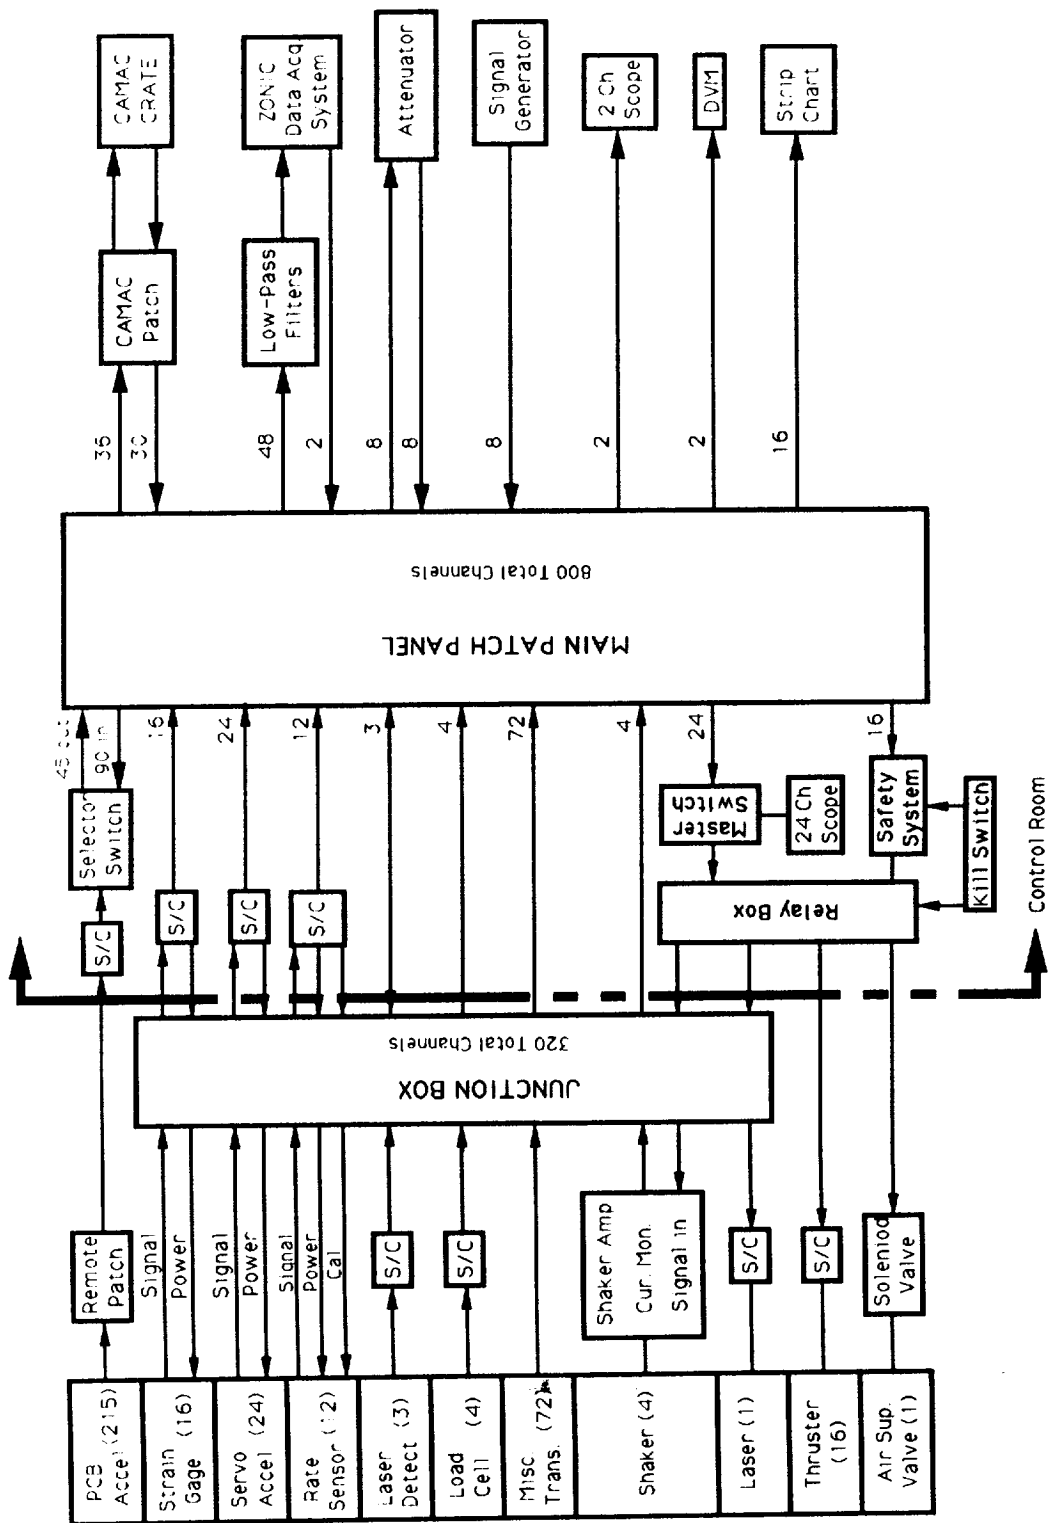 PCB
Accel (215)
Strain
Gage (16)
Servo
Accel (24)
Rate
Sensor (12)
Laser
Detect (3)
Load
Cell (4)
Misc.
Trans. (72)
Shaker (4)
Laser (1)
Thruster
(16)
Air Sup.
Valve (1)
Remote
Patch
Signal
Power
Signal
Power
Signal
Power
Cal
S/C
S/C
Shaker Amp
Cur. Mon.
Signal in
S/C
S/C
Soleniod
Valve
JUNCTION BOX
320 Total Channels
S/C
S/C
S/C
S/C
Selector
Switch
Relay Box
Master
Switch
24 Ch
Scope
Safety
System
Kill Switch
Control Room
45 out
90 in
16
24
12
3
4
72
4
24
16
MAIN PATCH PANEL
800 Total Channels
36
30
48
2
8
8
8
2
2
16
CAMAC
Patch
Low-Pass
Filters
CAMAC
CRATE
ZONIC
Data Acq.
System
Attenuator
Signal
Generator
2 Ch
Scope
DVM
Strip
Chart